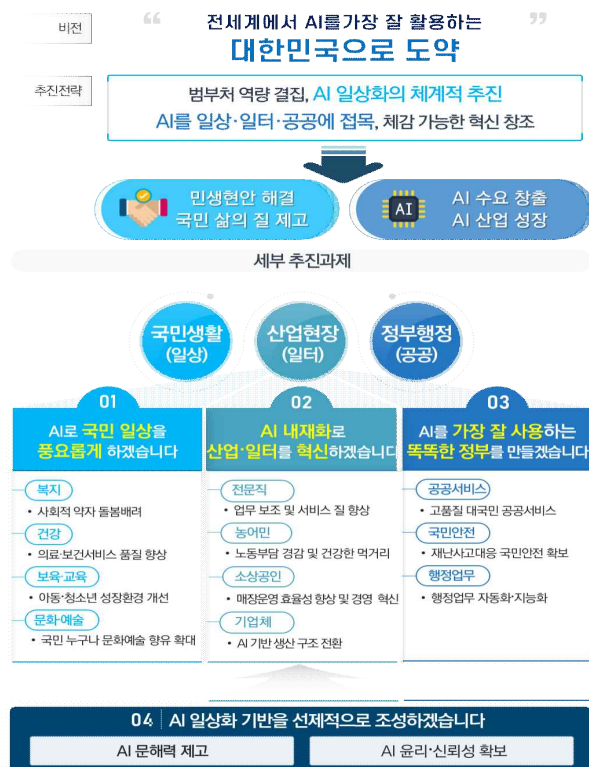 비전
“ 전세계에서 AI를가장 잘 활용하는 ”
대한민국으로 도약
추진전략
범부처 역량 결집, AI 일상화의 체계적 추진
AI를 일상·일터·공공에 접목, 체감 가능한 혁신 창조
민생현안 해결
국민 삶의 질 제고
AI
AI 수요 창출
AI 산업 성장
세부 추진과제
국민생활
(일상)
산업현장
(일터)
정부행정
(공공)
01
AI로 국민 일상을
풍요롭게 하겠습니다
복지
• 사회적 약자 돌봄배려
건강
• 의료·보건서비스 품질 향상
보육·교육
• 아동·청소년 성장환경 개선
문화·예술
• 국민 누구나 문화예술 향유 확대
02
AI 내재화로
산업·일터를 혁신하겠습니다
전문직
• 업무 보조 및 서비스 질 향상
농어민
• 노동부담 경감 및 건강한 먹거리
소상공인
• 매장운영 효율성 향상 및 경영 혁신
기업체
• AI 기반 생산 구조 전환
03
AI를 가장 잘 사용하는
똑똑한 정부를 만들겠습니다
공공서비스
• 고품질 대국민 공공서비스
국민안전
• 재난사고대응 국민안전 확보
행정업무
• 행정업무 자동화·지능화
04 AI 일상화 기반을 선제적으로 조성하겠습니다
AI 문해력 제고
AI 윤리·신뢰성 확보